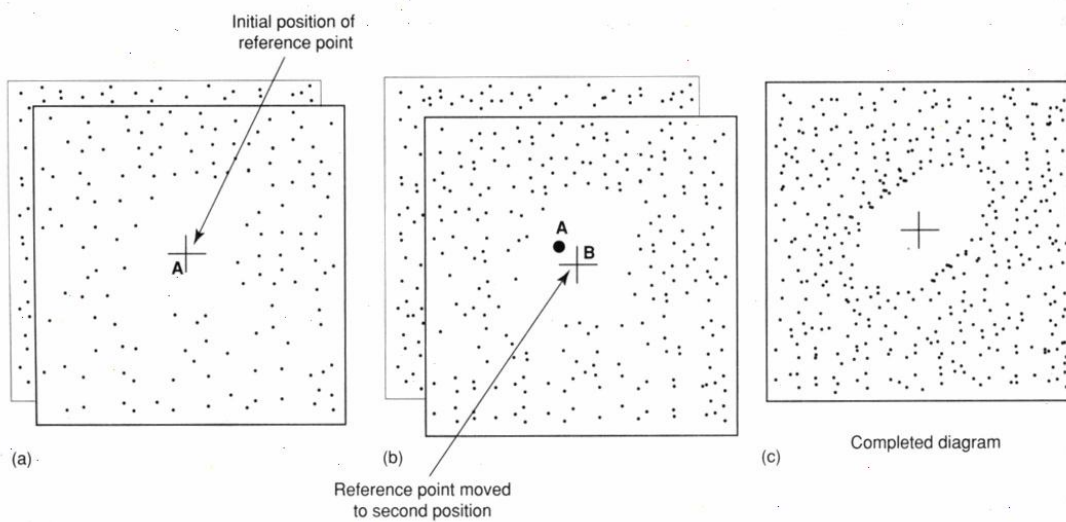 Initial position of
reference point
A
A
B
(a)
(b)
Reference point moved
to second position
Completed diagram
(c)